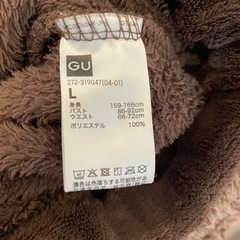 GU
272-319047(04-01)
L
身長 159-166cm
バスト 86-92cm
ウエスト 66-72cm
ポリエステル 100%